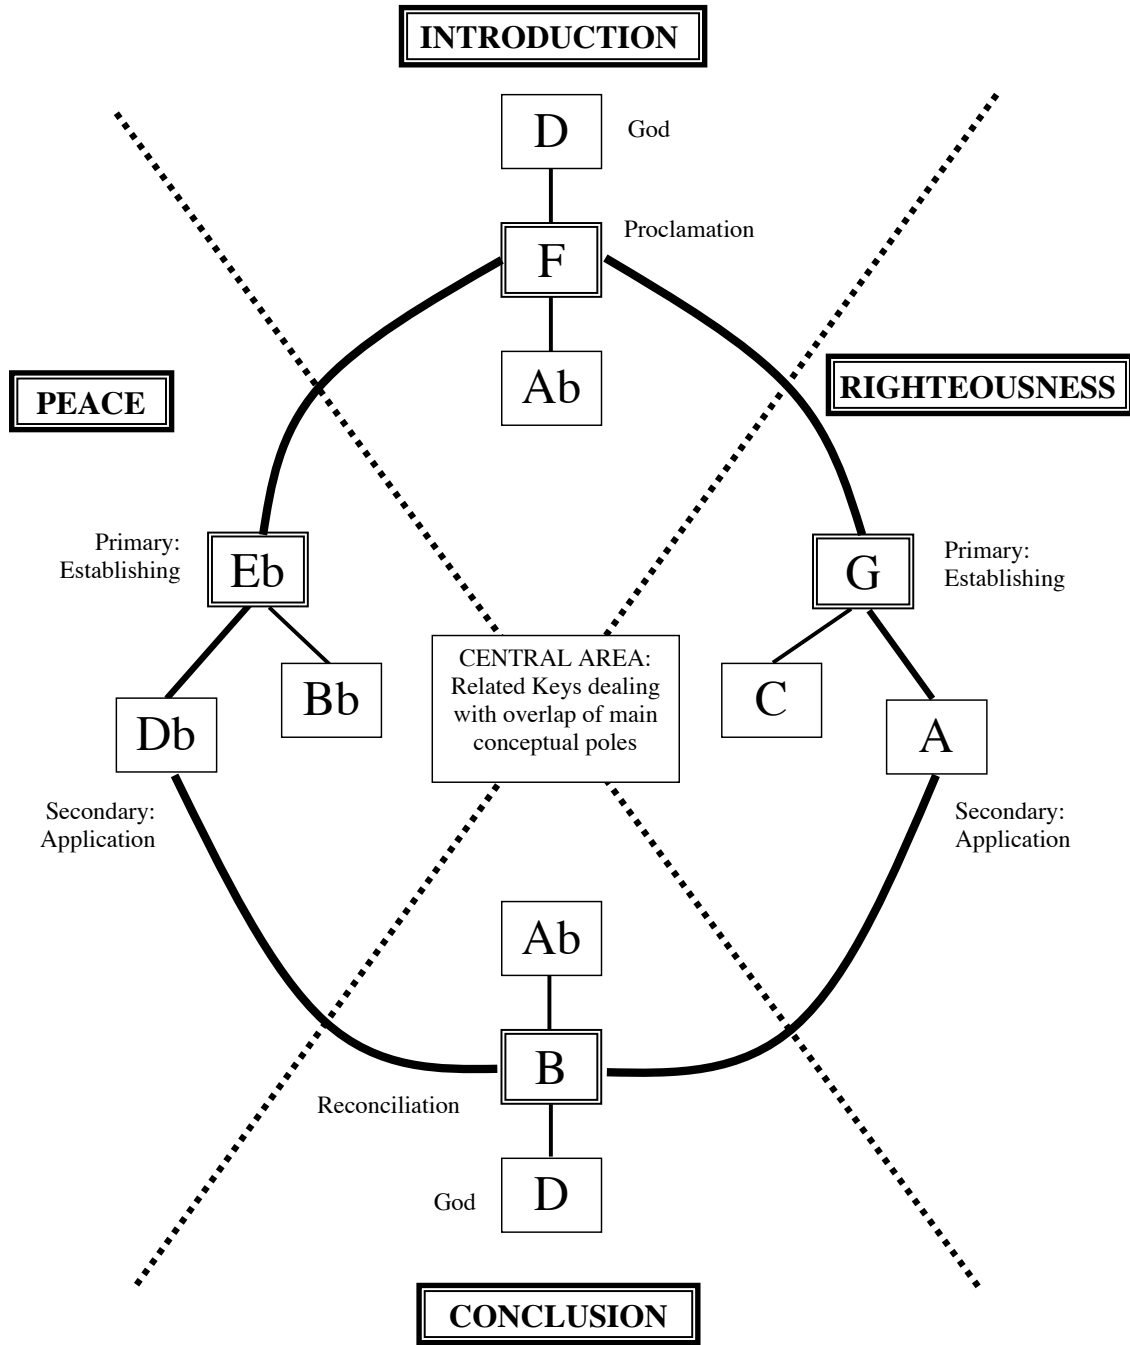 INTRODUCTION
D
God
Proclamation
F
Ab
PEACE
RIGHTEOUSNESS
Primary:
Establishing
Eb
G
Primary:
Establishing
CENTRAL AREA:
Related Keys dealing
with overlap of main
conceptual poles
Bb
C
Db
A
Secondary:
Application
Secondary:
Application
Ab
B
Reconciliation
God
D
CONCLUSION